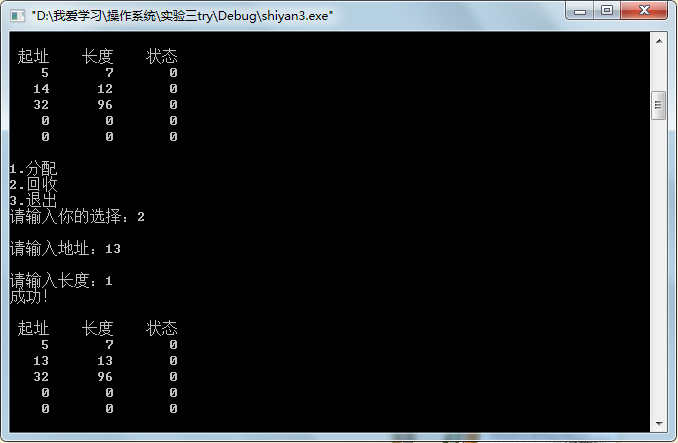 "D:\我爱学习\操作系统\实验三try\Debug\shiyan3.exe"
起址 长度 状态
5 7 0
14 12 0
32 96 0
0 0 0
0 0 0
1.分配
2.回收
3.退出
请输入你的选择：2
请输入地址：13
请输入长度：1
成功!
起址 长度 状态
5 7 0
13 13 0
32 96 0
0 0 0
0 0 0